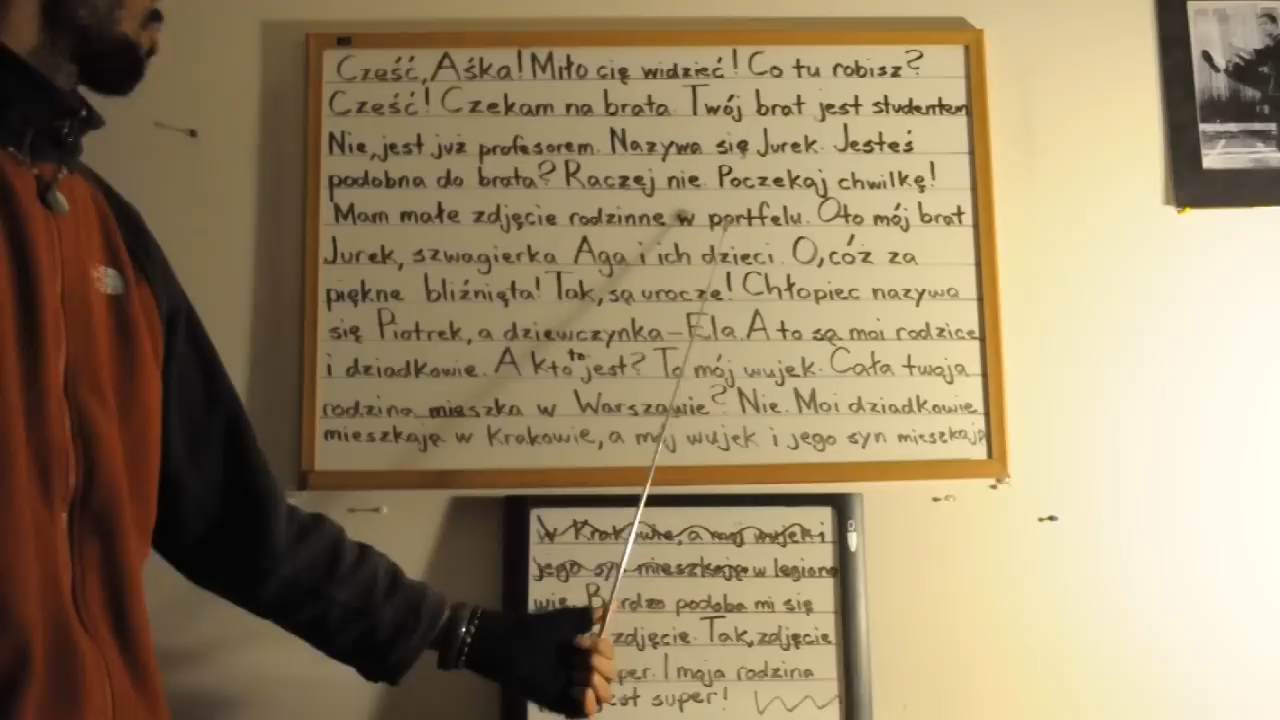 Cześć, Aśka! Miło cię widzieć! Co tu robisz?
Cześć! Czekam na brata. Twój brat jest studentem
Nie, jest już profesorem. Nazywa się Jurek. Jesteś
podobna do brata? Raczej nie. Poczekaj chwilkę!
Mam małe zdjęcie rodzinne w portfelu. Oto mój brat
Jurek, szwagierka Aga i ich dzieci. O, cóż za
piękne bliźnięta! Tak, są urocze! Chłopiec nazywa
się Piotrek, a dziewczynka – Ela. A to są moi rodzice
i dziadkowie. A kto to jest? To mój wujek. Cała twoja
rodzina mieszka w Warszawie? Nie. Moi dziadkowie
mieszkają w Krakowie, a mój wujek i jego syn mieszkają
w Krakowie, a mój wujek i
jego syn mieszkają w legiono
wie. Bardzo podoba mi się
zdjęcie. Tak, zdjęcie
per. I moja rodzina
jest super!